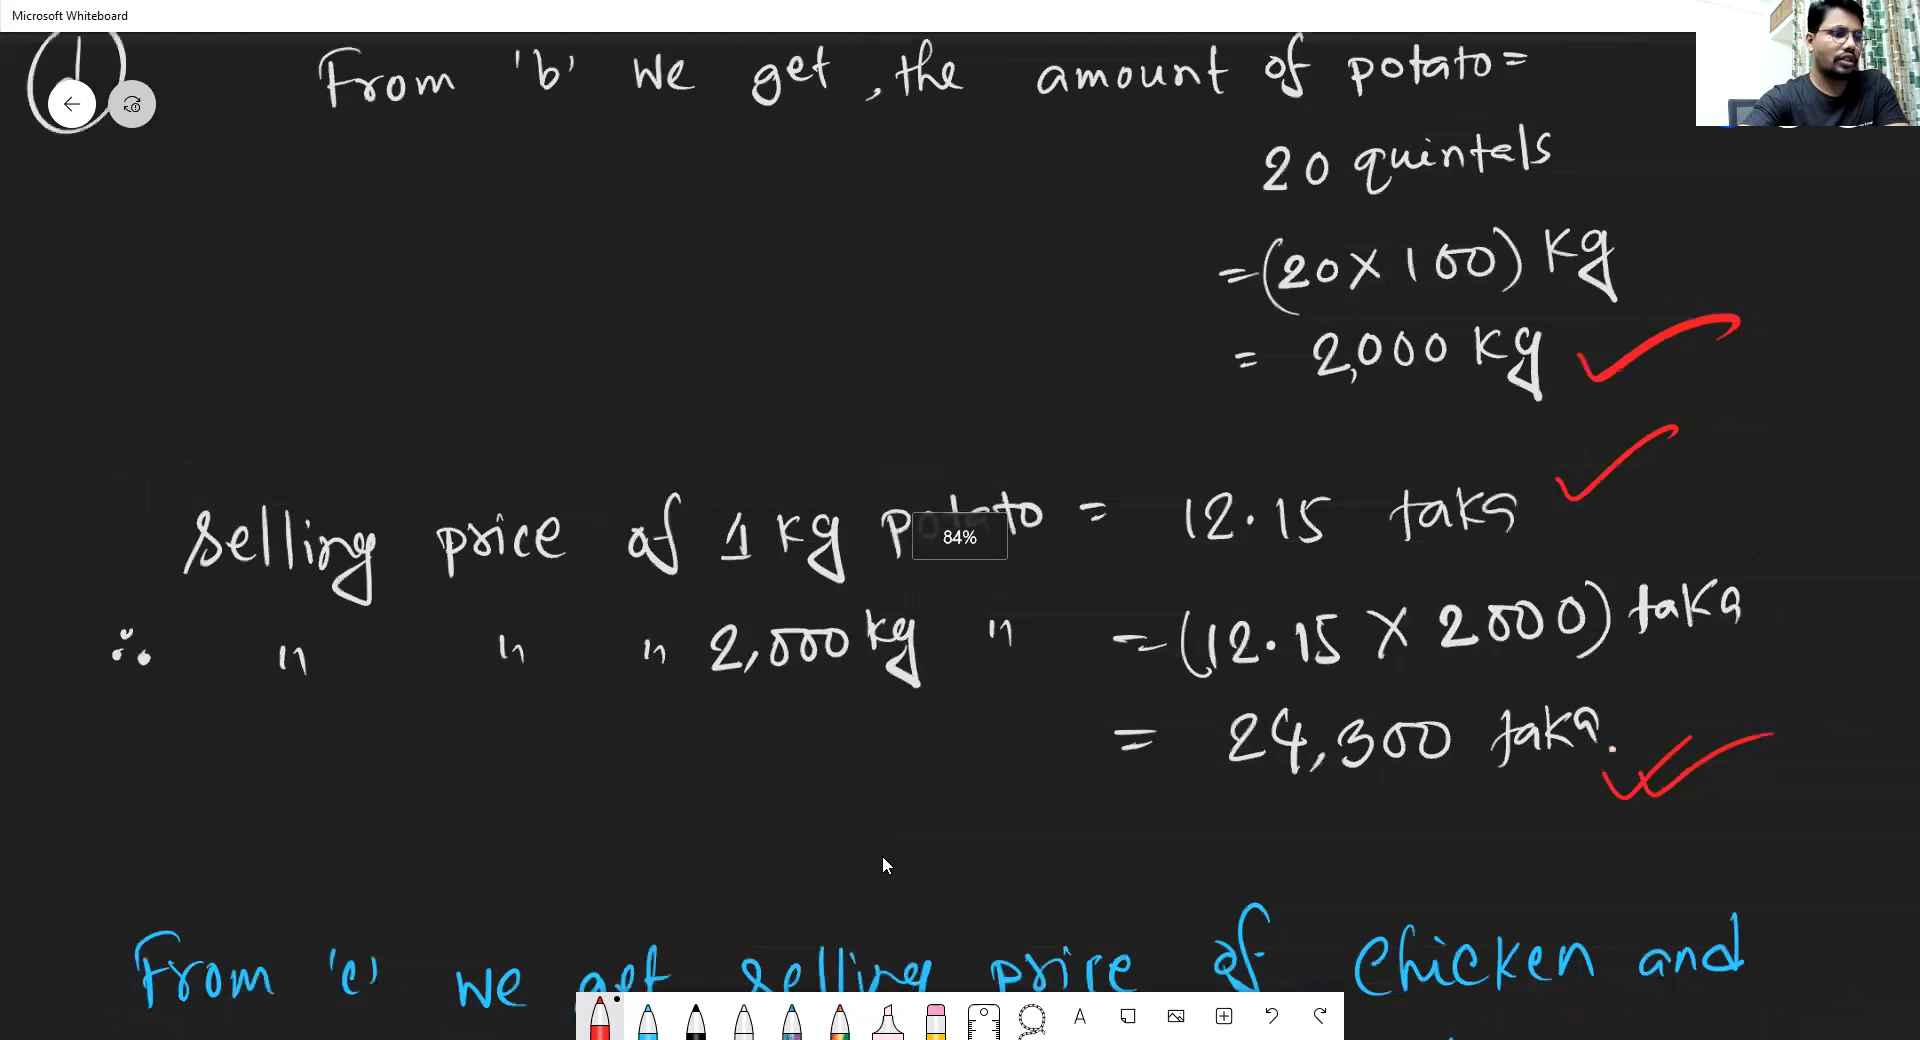 Microsoft Whiteboard
From 'b' we get, the amount of potato =
20 quintels
= (20 × 100) kg
= 2,000 kg
Selling price of 1 kg potato = 12.15 taka
84%
∴ " " " 2,000 kg " = (12.15 × 2000) taka
= 24,300 taka.
From 'c' we get selling price of chicken and